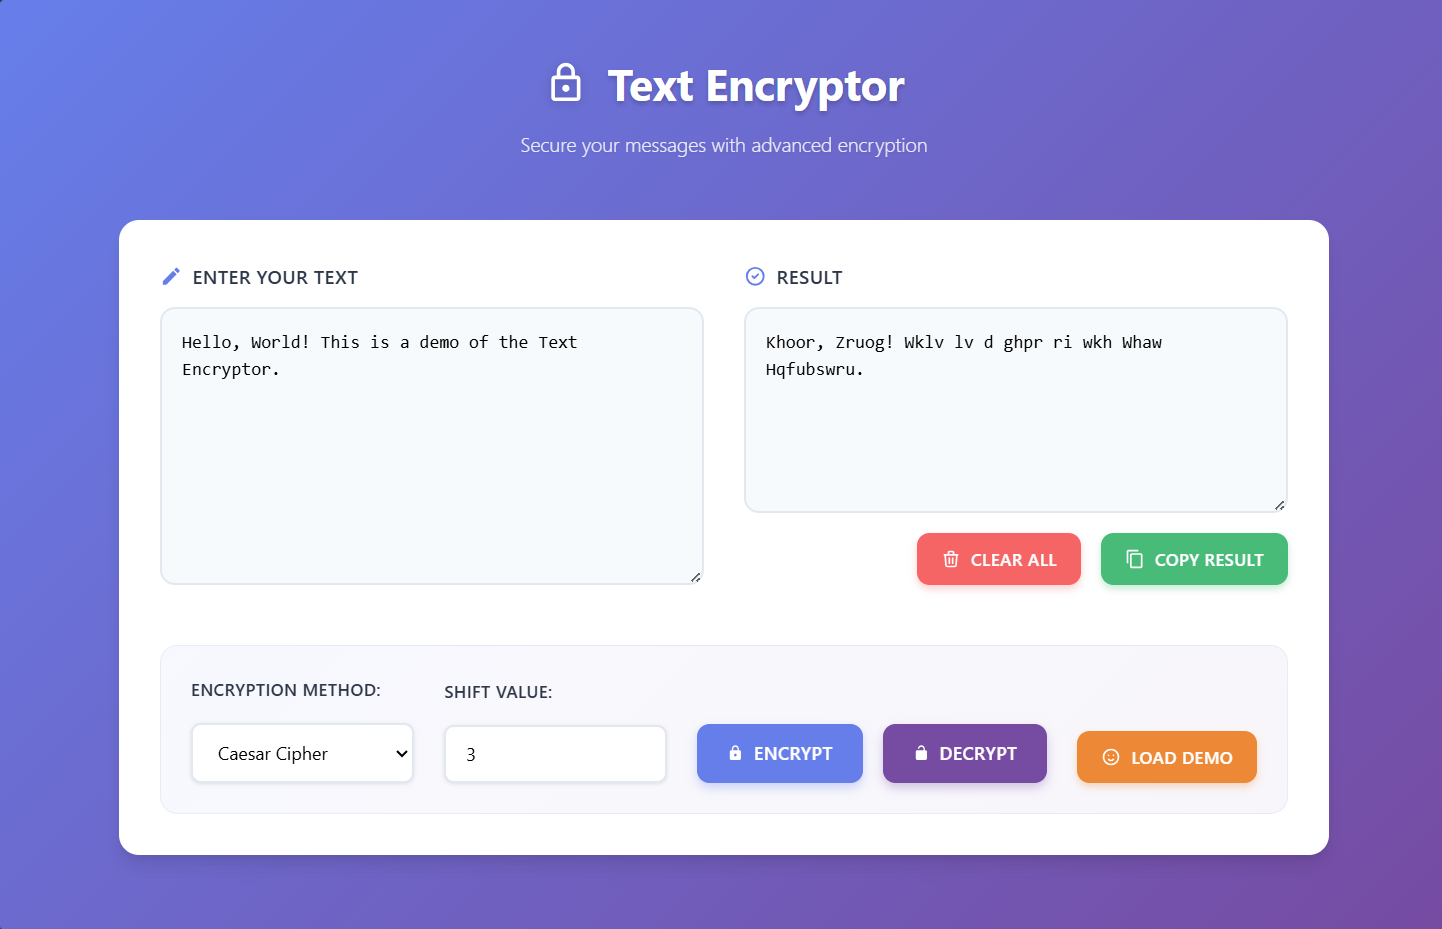 Text Encryptor
Secure your messages with advanced encryption
ENTER YOUR TEXT
Hello, World! This is a demo of the Text
Encryptor.
RESULT
Khoor, Zruog! Wklv lv d ghpr ri wkh Whaw
Hqfubswru.
CLEAR ALL
COPY RESULT
ENCRYPTION METHOD:
Caesar Cipher
SHIFT VALUE:
3
ENCRYPT
DECRYPT
LOAD DEMO